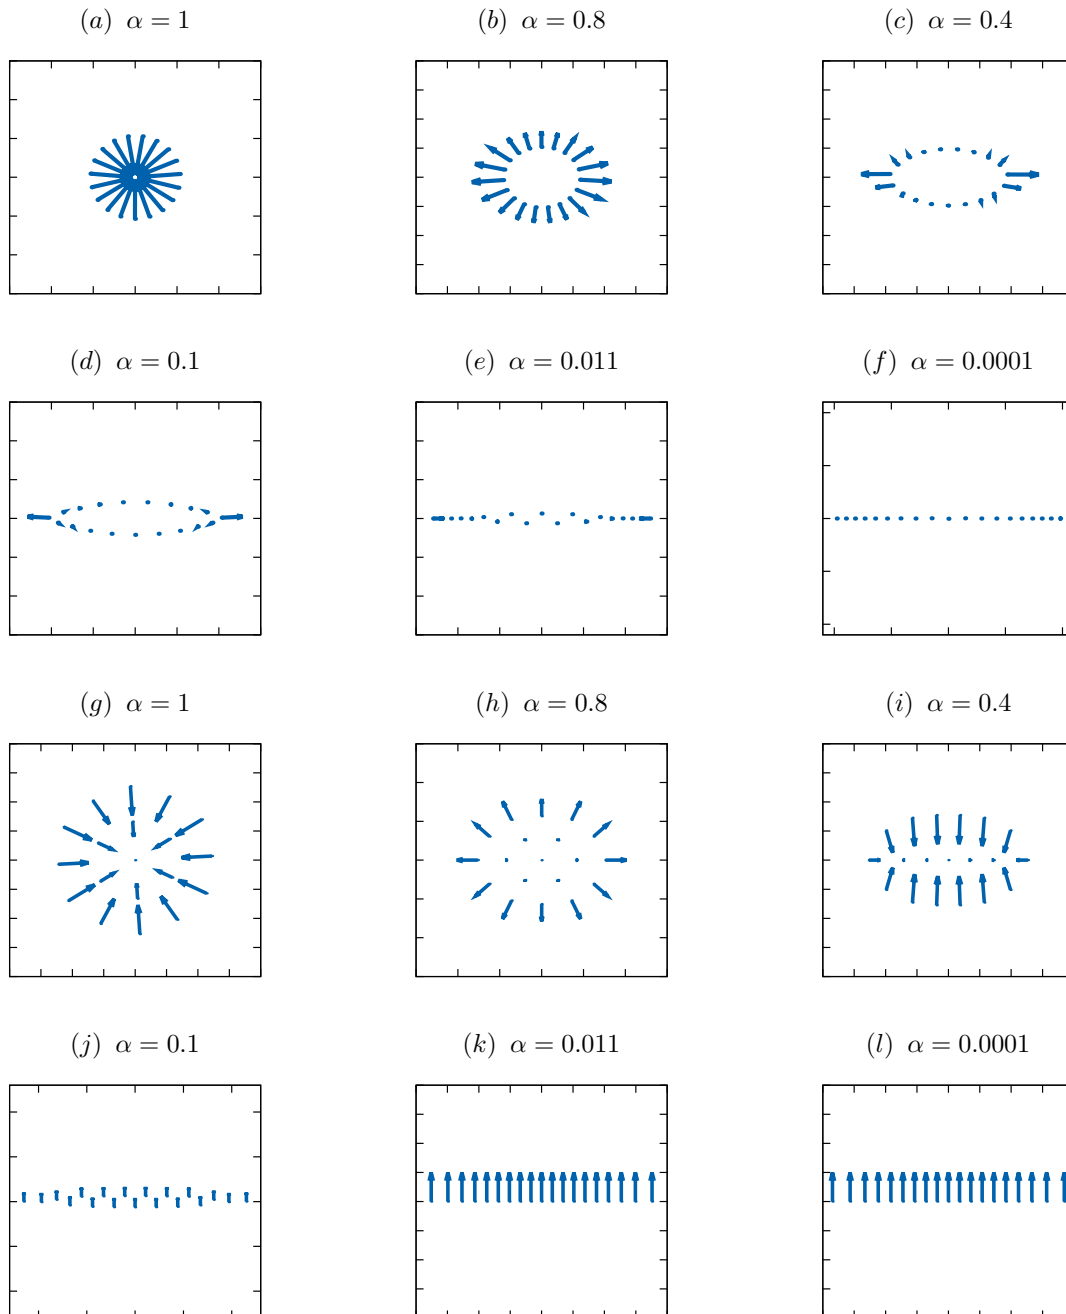 (a) α = 1
(b) α = 0.8
(c) α = 0.4
(d) α = 0.1
(e) α = 0.011
(f) α = 0.0001
(g) α = 1
(h) α = 0.8
(i) α = 0.4
(j) α = 0.1
(k) α = 0.011
(l) α = 0.0001